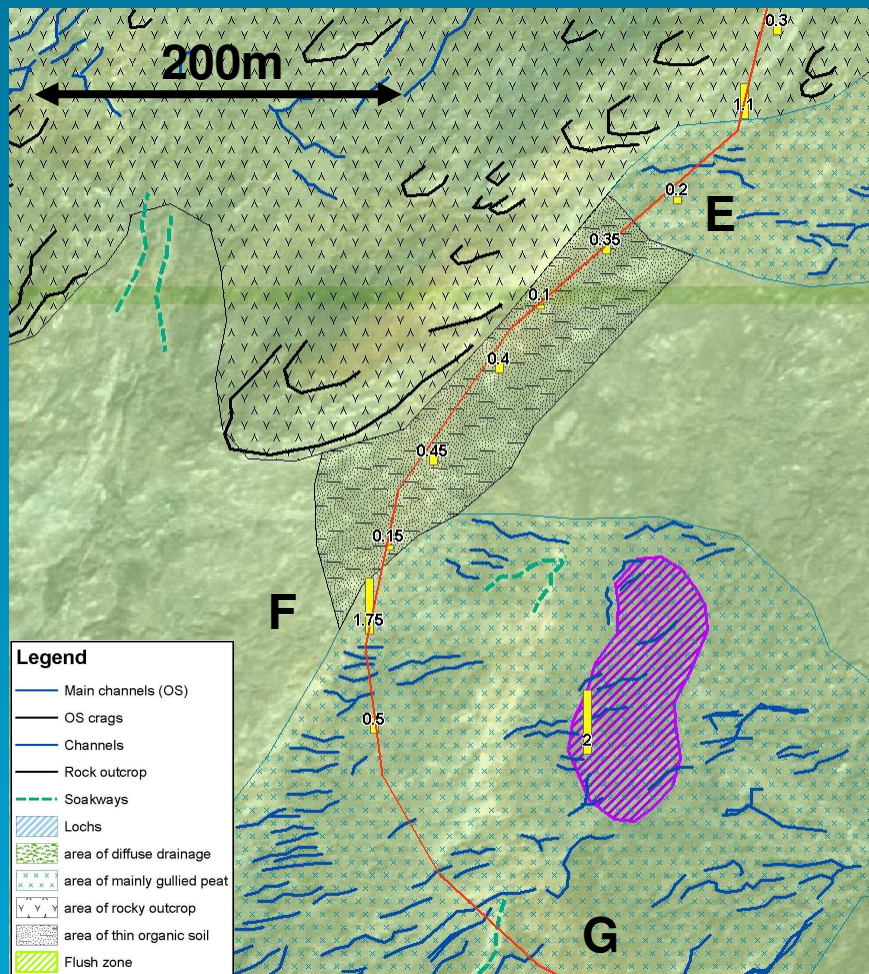 0.3
200m
1.1
0.2
E
0.35
0.1
0.4
0.45
0.15
F
1.75
0.5
2
G
Legend
Main channels (OS)
OS crags
Channels
Rock outcrop
Soakways
Lochs
area of diffuse drainage
area of mainly gullied peat
area of rocky outcrop
area of thin organic soil
Flush zone